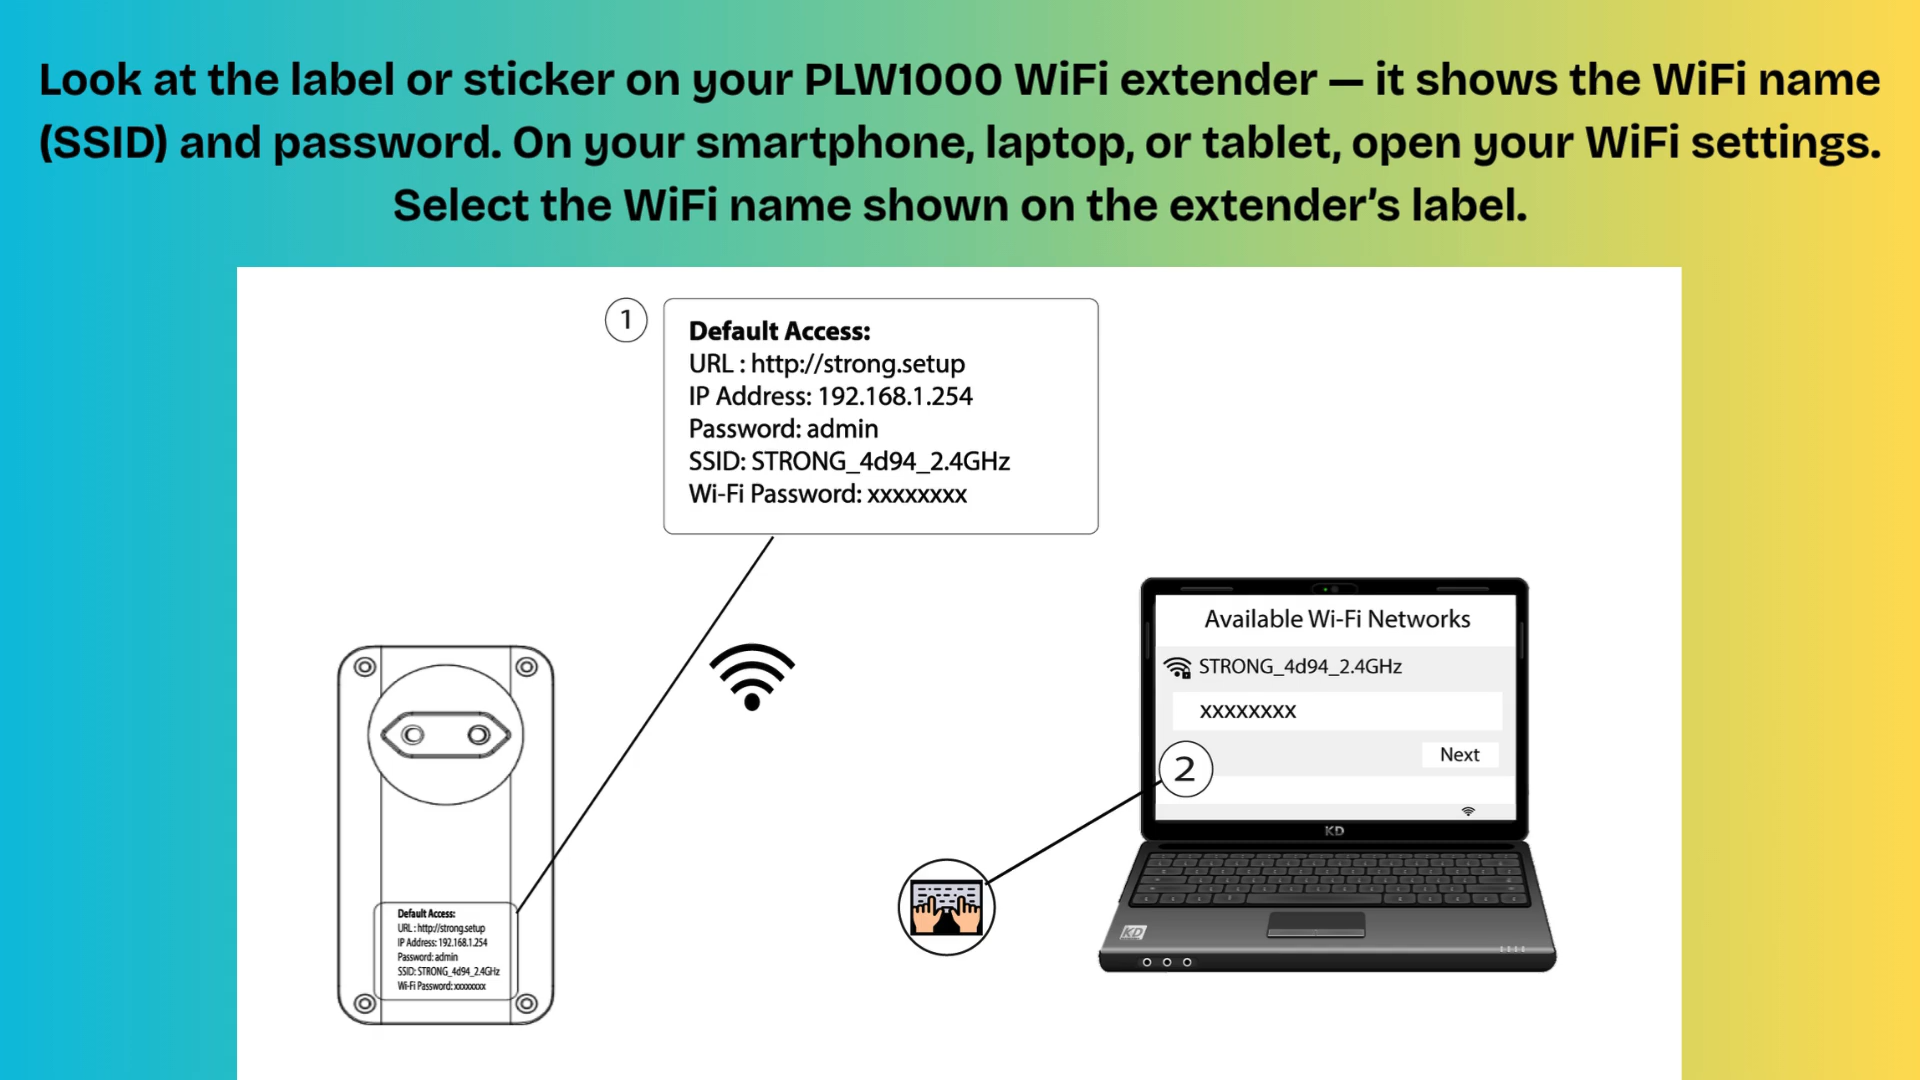 Look at the label or sticker on your PLW1000 WiFi extender — it shows the WiFi name
(SSID) and password. On your smartphone, laptop, or tablet, open your WiFi settings.
Select the WiFi name shown on the extender’s label.
1
Default Access:
URL : http://strong.setup
IP Address: 192.168.1.254
Password: admin
SSID: STRONG_4d94_2.4GHz
Wi-Fi Password: xxxxxxxx
Available Wi-Fi Networks
STRONG_4d94_2.4GHz
xxxxxxxx
Next
2
KD
KD
Default Access:
URL : http://strong.setup
IP Address: 192.168.1.254
Password: admin
SSID: STRONG_4d94_2.4GHz
Wi-Fi Password: xxxxxxxx